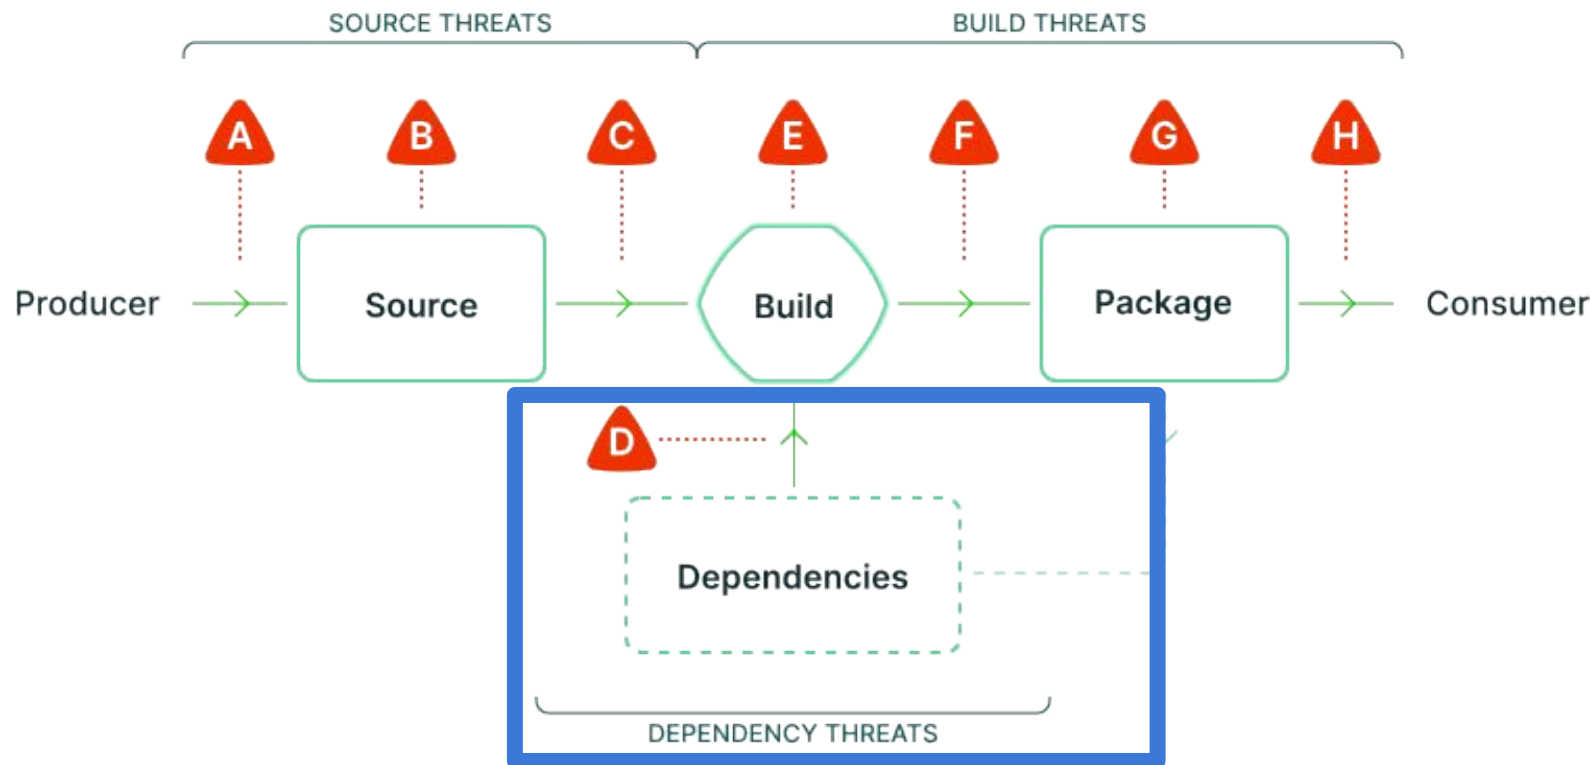 SOURCE THREATS
BUILD THREATS
A
B
C
E
F
G
H
Producer
Source
Build
Package
Consumer
D
Dependencies
DEPENDENCY THREATS